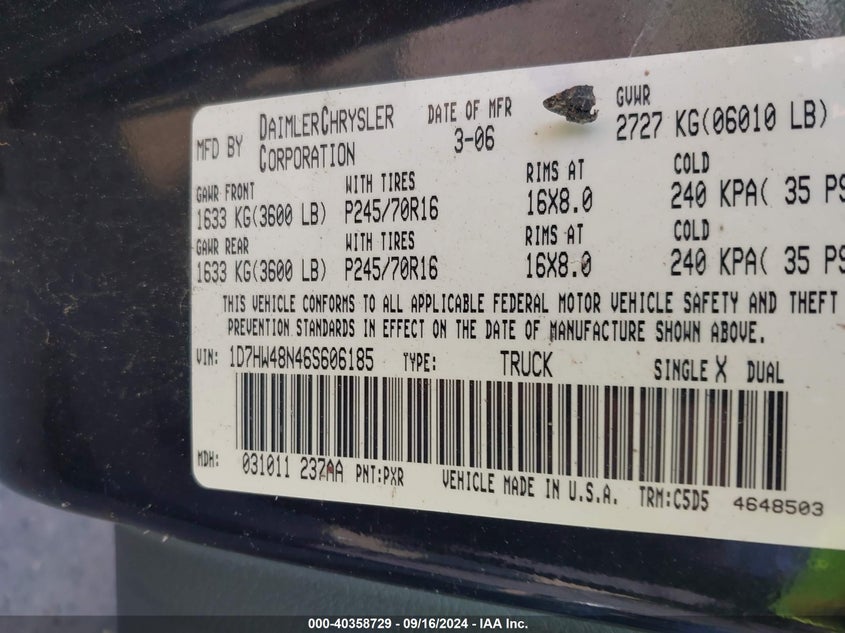 MFD BY DAIMLERCHRYSLER CORPORATION DATE OF MFR 3-06 GVWR 2727 KG(06010 LB)
GAWR FRONT WITH TIRES RIMS AT COLD
1633 KG(3600 LB) P245/70R16 16X8.0 240 KPA( 35 PS
GAWR REAR WITH TIRES RIMS AT COLD
1633 KG(3600 LB) P245/70R16 16X8.0 240 KPA( 35 PS
THIS VEHICLE CONFORMS TO ALL APPLICABLE FEDERAL MOTOR VEHICLE SAFETY AND THEFT
PREVENTION STANDARDS IN EFFECT ON THE DATE OF MANUFACTURE SHOWN ABOVE.
VIN: 1D7HW48N46S606185 TYPE: TRUCK SINGLE X DUAL
MDH: 031011 237AA PNT:PXR VEHICLE MADE IN U.S.A. TRM:C5D5 4648503
000-40358729 - 09/16/2024 - IAA Inc.